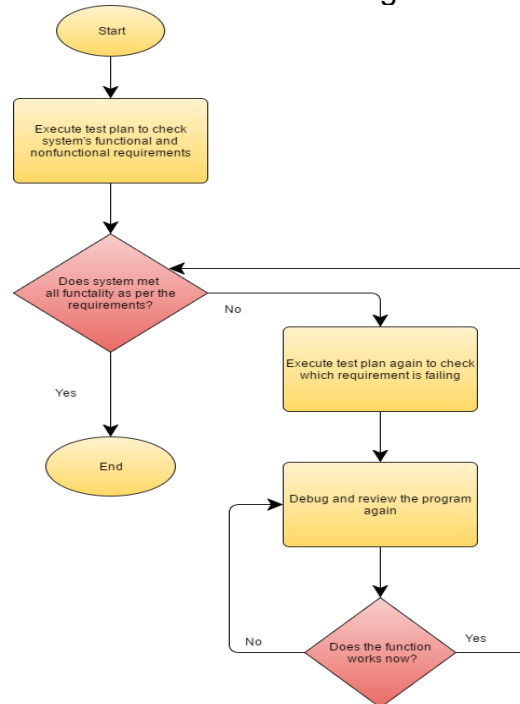 Start
Execute test plan to check
system's functional and
nonfunctional requirements
Does system met
all functality as per the
requirements?
No
Yes
Execute test plan again to check
which requirement is failing
End
Debug and review the program
again
No
Does the function
works now?
Yes